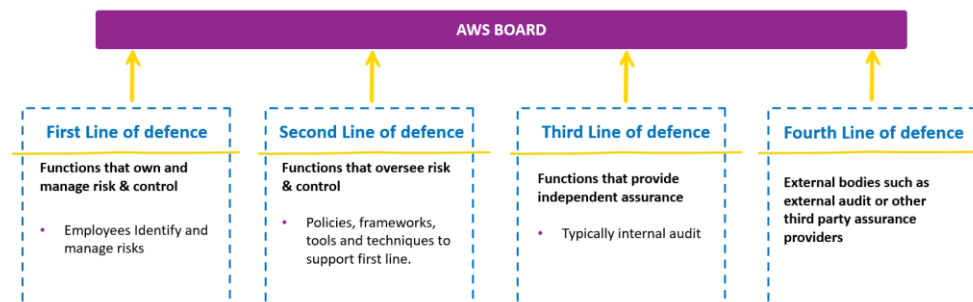 AWS BOARD
First Line of defence
Functions that own and
manage risk & control
• Employees Identify and
manage risks
Second Line of defence
Functions that oversee risk
& control
• Policies, frameworks,
tools and techniques to
support first line.
Third Line of defence
Functions that provide
independent assurance
• Typically internal audit
Fourth Line of defence
External bodies such as
external audit or other
third party assurance
providers